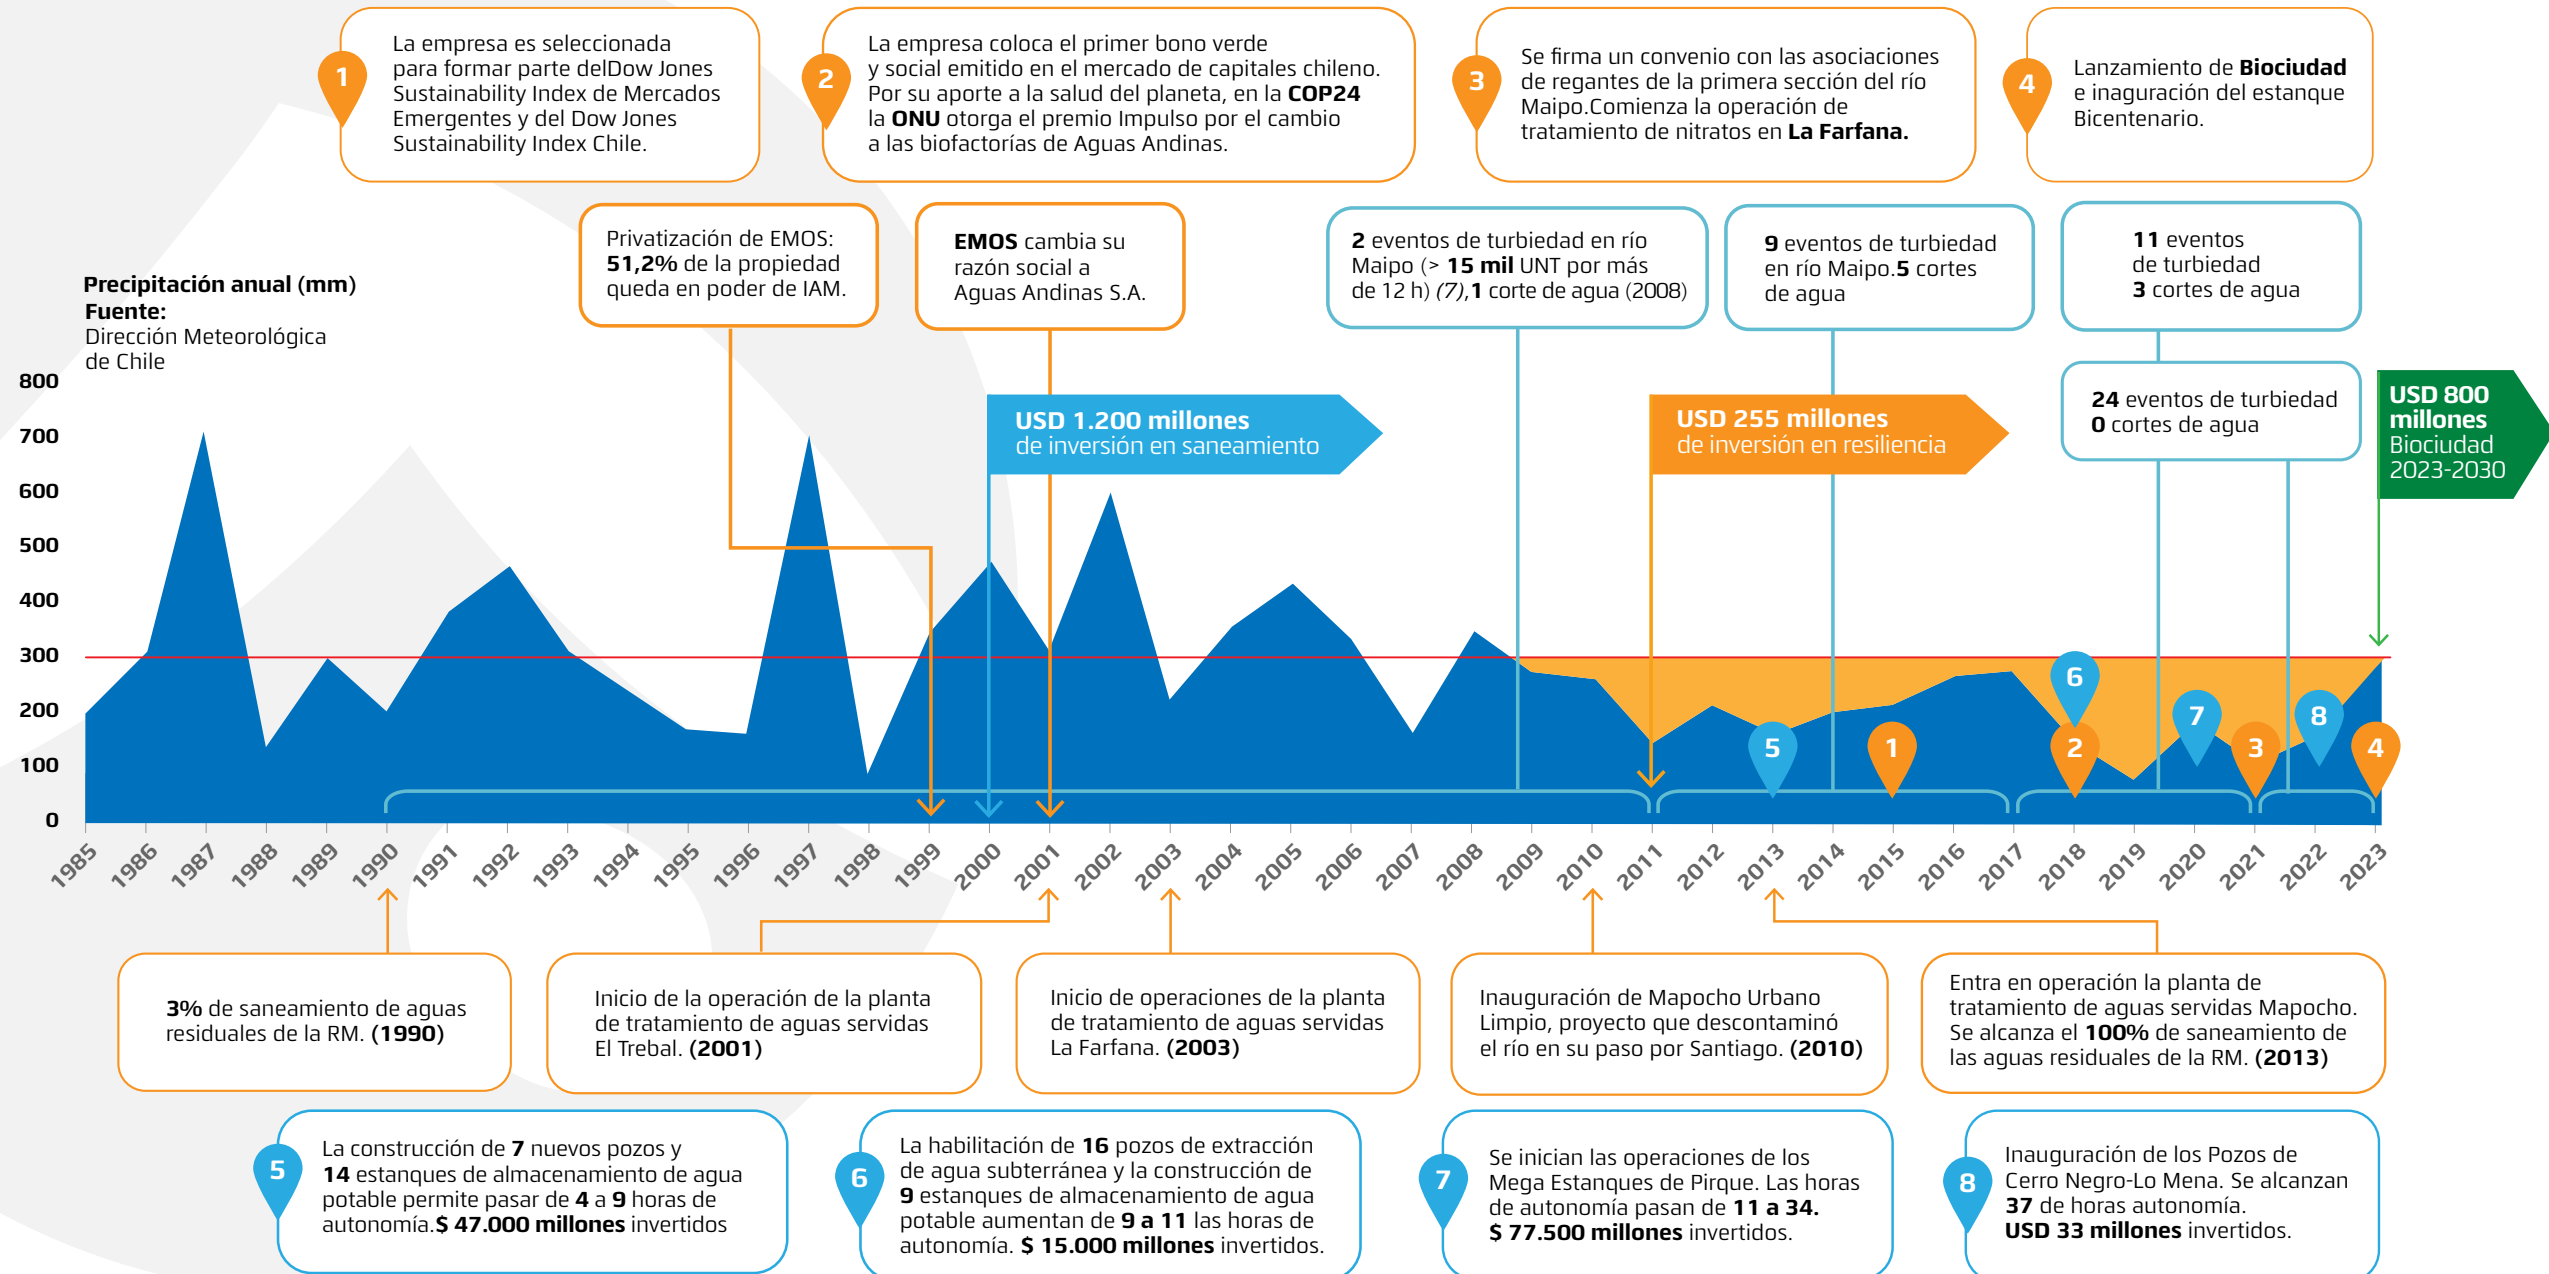 1
La empresa es seleccionada
para formar parte delDow Jones
Sustainability Index de Mercados
Emergentes y del Dow Jones
Sustainability Index Chile.
2
La empresa coloca el primer bono verde
y social emitido en el mercado de capitales chileno.
Por su aporte a la salud del planeta, en la COP24
la ONU otorga el premio Impulso por el cambio
a las biofactorías de Aguas Andinas.
3
Se firma un convenio con las asociaciones
de regantes de la primera sección del río
Maipo.Comienza la operación de
tratamiento de nitratos en La Farfana.
4
Lanzamiento de Biociudad
e inaguración del estanque
Bicentenario.
Privatización de EMOS:
51,2% de la propiedad
queda en poder de IAM.
EMOS cambia su
razón social a
Aguas Andinas S.A.
2 eventos de turbiedad en río
Maipo (> 15 mil UNT por más
de 12 h) (7),1 corte de agua (2008)
9 eventos de turbiedad
en río Maipo.5 cortes
de agua
11 eventos
de turbiedad
3 cortes de agua
24 eventos de turbiedad
0 cortes de agua
Precipitación anual (mm)
Fuente:
Dirección Meteorológica
de Chile
USD 1.200 millones
de inversión en saneamiento
USD 255 millones
de inversión en resiliencia
USD 800
millones
Biociudad
2023-2030
800
700
600
500
400
300
200
100
0
6
7
8
5
1
2
3
4
1985
1986
1987
1988
1989
1990
1991
1992
1993
1994
1995
1996
1997
1998
1999
2000
2001
2002
2003
2004
2005
2006
2007
2008
2009
2010
2011
2012
2013
2014
2015
2016
2017
2018
2019
2020
2021
2022
2023
3% de saneamiento de aguas
residuales de la RM. (1990)
Inicio de la operación de la planta
de tratamiento de aguas servidas
El Trebal. (2001)
Inicio de operaciones de la planta
de tratamiento de aguas servidas
La Farfana. (2003)
Inauguración de Mapocho Urbano
Limpio, proyecto que descontaminó
el río en su paso por Santiago. (2010)
Entra en operación la planta de
tratamiento de aguas servidas Mapocho.
Se alcanza el 100% de saneamiento de
las aguas residuales de la RM. (2013)
5
La construcción de 7 nuevos pozos y
14 estanques de almacenamiento de agua
potable permite pasar de 4 a 9 horas de
autonomía.$ 47.000 millones invertidos
6
La habilitación de 16 pozos de extracción
de agua subterránea y la construcción de
9 estanques de almacenamiento de agua
potable aumentan de 9 a 11 las horas de
autonomía. $ 15.000 millones invertidos.
7
Se inician las operaciones de los
Mega Estanques de Pirque. Las horas
de autonomía pasan de 11 a 34.
$ 77.500 millones invertidos.
8
Inauguración de los Pozos de
Cerro Negro-Lo Mena. Se alcanzan
37 de horas autonomía.
USD 33 millones invertidos.